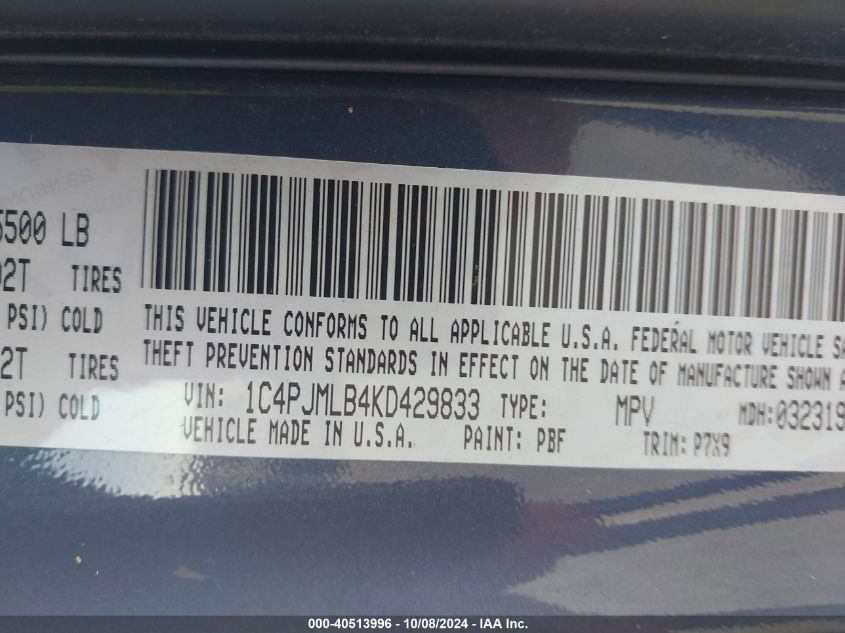 500 LB
2T TIRES
PSI) COLD
2T TIRES
PSI) COLD
THIS VEHICLE CONFORMS TO ALL APPLICABLE U.S.A. FEDERAL MOTOR VEHICLE
THEFT PREVENTION STANDARDS IN EFFECT ON THE DATE OF MANUFACTURE SHOWN
VIN: 1C4PJMLB4KD429833 TYPE: MPV MDH:032319
VEHICLE MADE IN U.S.A. PAINT: PBF TRIM: P7X9
000-40513996 - 10/08/2024 - IAA Inc.